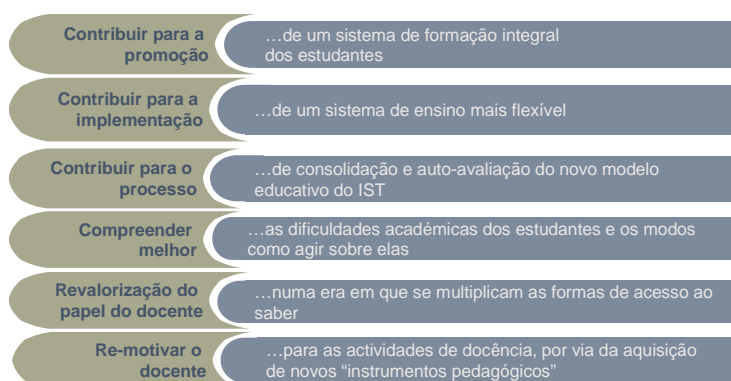 Contribuir para a
promoção
…de um sistema de formação integral
dos estudantes
Contribuir para a
implementação
…de um sistema de ensino mais flexível
Contribuir para o
processo
…de consolidação e auto-avaliação do novo modelo
educativo do IST
Compreender
melhor
…as dificuldades académicas dos estudantes e os modos
como agir sobre elas
Revalorização do
papel do docente
…numa era em que se multiplicam as formas de acesso ao
saber
Re-motivar o
docente
…para as actividades de docência, por via da aquisição
de novos “instrumentos pedagógicos”